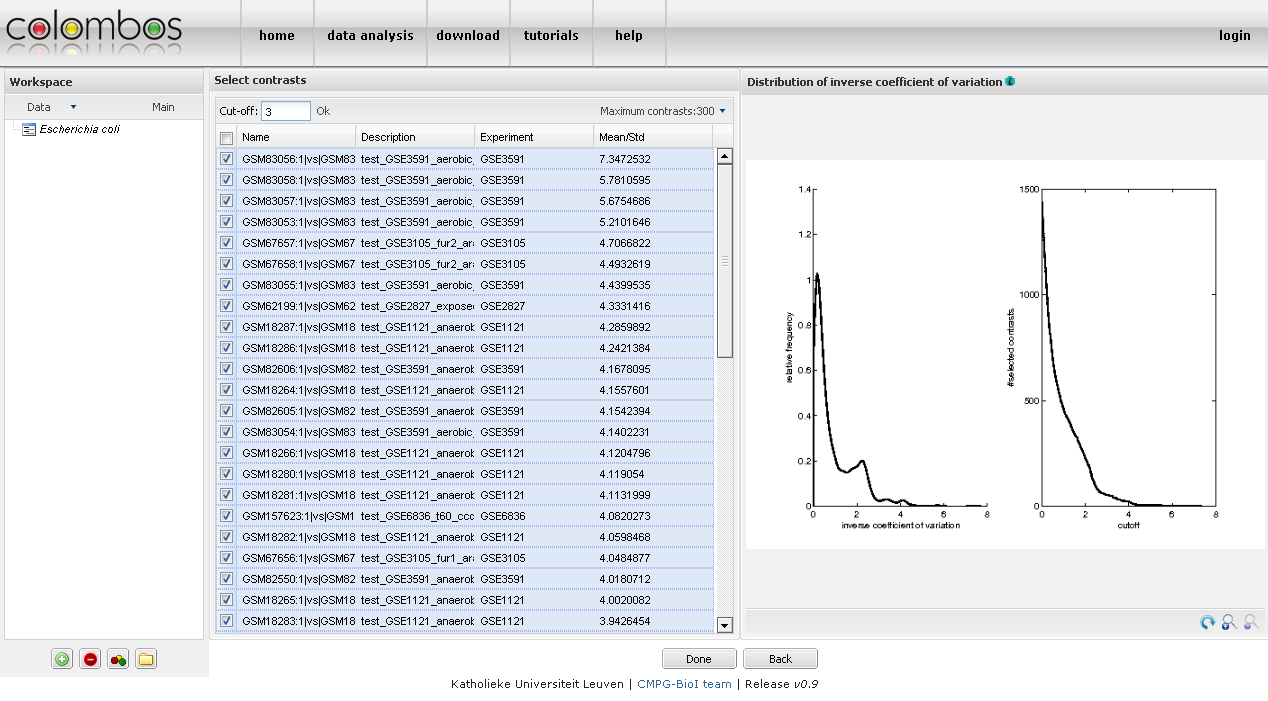 colombos
home data analysis download tutorials help login
Workspace
Data Main
Escherichia coli
Select contrasts
Cut-off: 3 Ok Maximum contrasts:300
Name Description Experiment Mean/Std
GSM83056:1|vs|GSM83 test_GSE3591_aerobic_ GSE3591 7.3472532
GSM83058:1|vs|GSM83 test_GSE3591_aerobic_ GSE3591 5.7810595
GSM83057:1|vs|GSM83 test_GSE3591_aerobic_ GSE3591 5.6754686
GSM83053:1|vs|GSM83 test_GSE3591_aerobic_ GSE3591 5.2101646
GSM67657:1|vs|GSM67 test_GSE3105_fur2_ara GSE3105 4.7066822
GSM67658:1|vs|GSM67 test_GSE3105_fur2_ara GSE3105 4.4932619
GSM83055:1|vs|GSM83 test_GSE3591_aerobic_ GSE3591 4.4399535
GSM62199:1|vs|GSM62 test_GSE2827_exposed GSE2827 4.3331416
GSM18287:1|vs|GSM18 test_GSE1121_anaerob GSE1121 4.2859892
GSM18286:1|vs|GSM18 test_GSE1121_anaerob GSE1121 4.2421384
GSM82606:1|vs|GSM82 test_GSE3591_anaerob GSE3591 4.1678095
GSM18264:1|vs|GSM18 test_GSE1121_anaerob GSE1121 4.1557601
GSM82605:1|vs|GSM82 test_GSE3591_anaerob GSE3591 4.1542394
GSM83054:1|vs|GSM83 test_GSE3591_aerobic_ GSE3591 4.1402231
GSM18266:1|vs|GSM18 test_GSE1121_anaerob GSE1121 4.1204796
GSM18280:1|vs|GSM18 test_GSE1121_anaerob GSE1121 4.119054
GSM18281:1|vs|GSM18 test_GSE1121_anaerob GSE1121 4.1131999
GSM157623:1|vs|GSM1 test_GSE6836_t60_cec GSE6836 4.0820273
GSM18282:1|vs|GSM18 test_GSE1121_anaerob GSE1121 4.0598468
GSM67656:1|vs|GSM67 test_GSE3105_fur1_ara GSE3105 4.0484877
GSM82550:1|vs|GSM82 test_GSE3591_anaerob GSE3591 4.0180712
GSM18265:1|vs|GSM18 test_GSE1121_anaerob GSE1121 4.0020082
GSM18283:1|vs|GSM18 test_GSE1121_anaerob GSE1121 3.9426454
Distribution of inverse coefficient of variation
1.4
1.2
1
0.8
0.6
0.4
0.2
0
0 2 4 6 8
relative frequency
inverse coefficient of variation
1500
1000
500
0
0 2 4 6 8
#selected contrasts
cutoff
Done Back
Katholieke Universiteit Leuven | CMPG-BioI team | Release v0.9